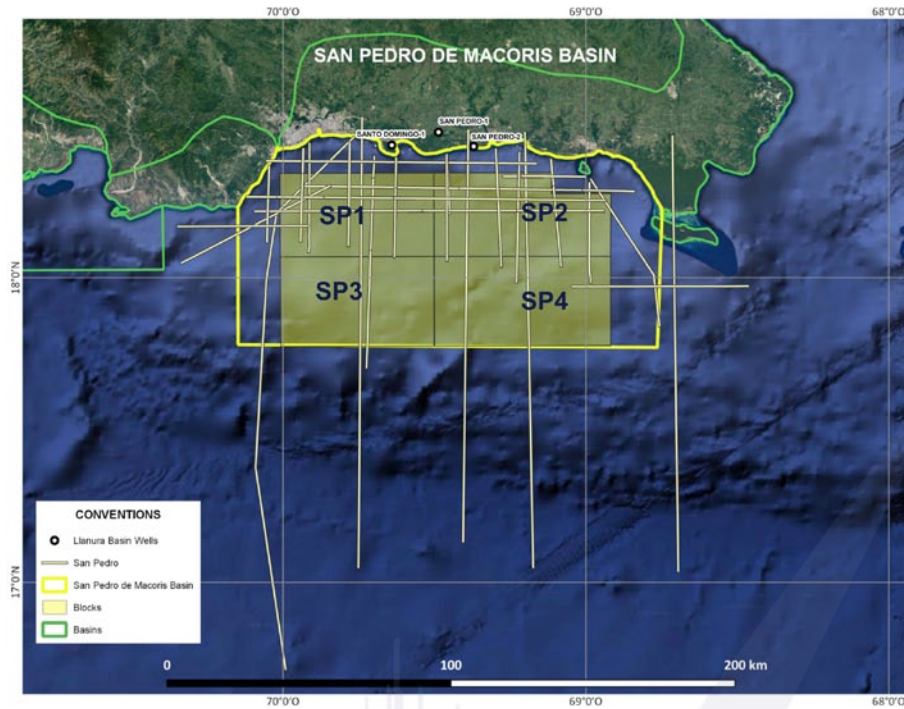 70°0'O 69°0'O 68°0'O
SAN PEDRO DE MACORIS BASIN
SAN PEDRO-1
SANTO DOMINGO-1
SAN PEDRO-2
SP1
SP2
18°0'N
SP3
SP4
CONVENTIONS
Llanura Basin Wells
San Pedro
San Pedro de Macoris Basin
Blocks
Basins
17°0'N
0 100 200 km
70°0'O 69°0'O 68°0'O